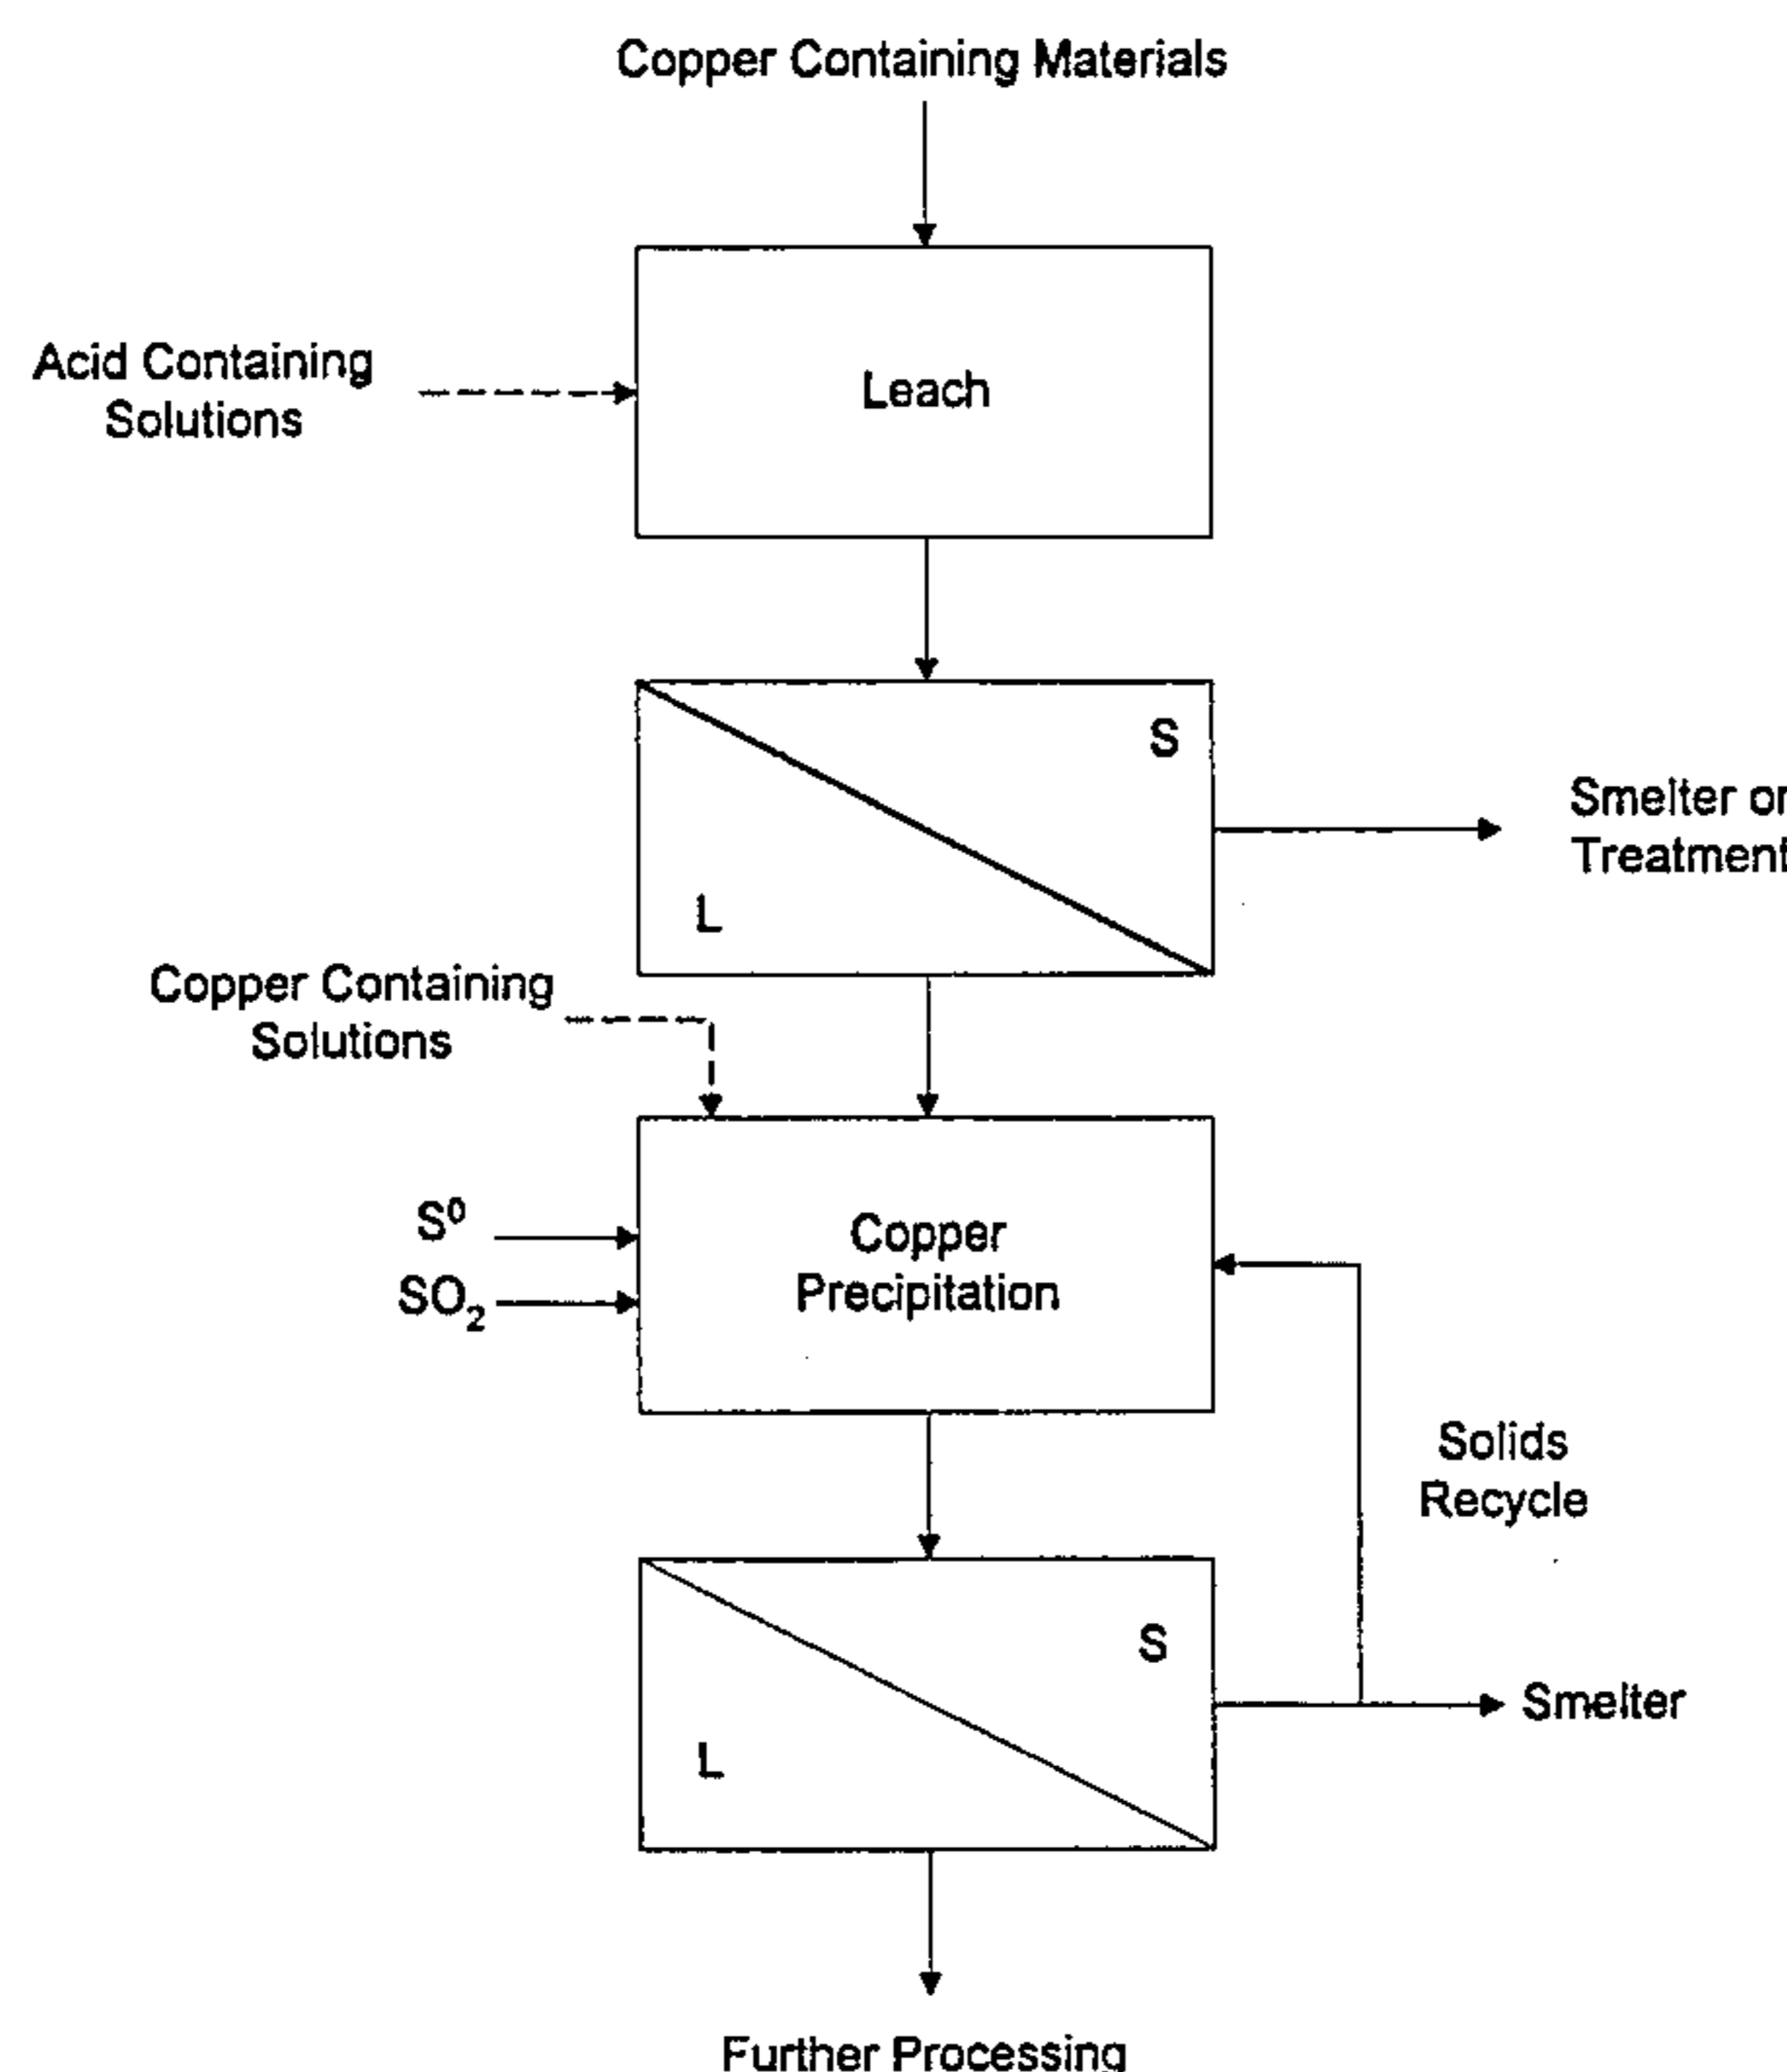 Copper Containing Materials
Acid Containing
Solutions
Leach
S
L
Smelter or
Treatment
Copper Containing
Solutions
S⁰
SO₂
Copper
Precipitation
Solids
Recycle
S
L
Smelter
Further Processing